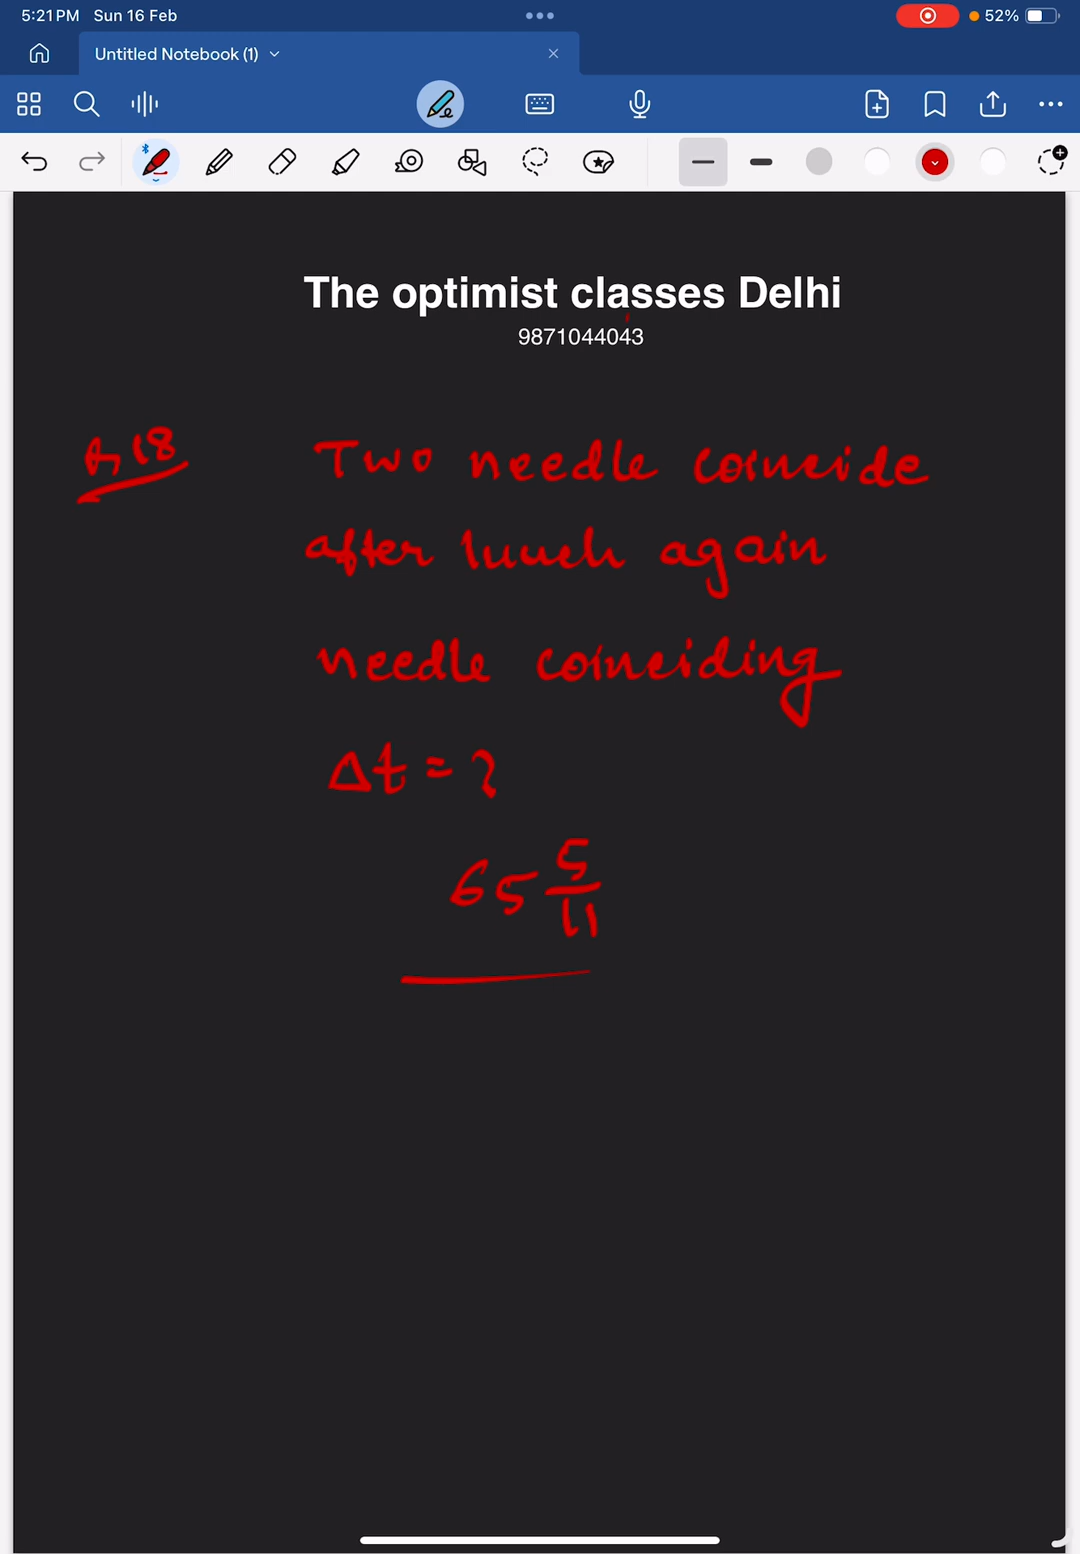 5:21 PM Sun 16 Feb
52%
Untitled Notebook (1)
The optimist classes Delhi
9871044043
Q18 Two needle coincide
after lunch again
needle coinciding
Δt = ?
65 5/11